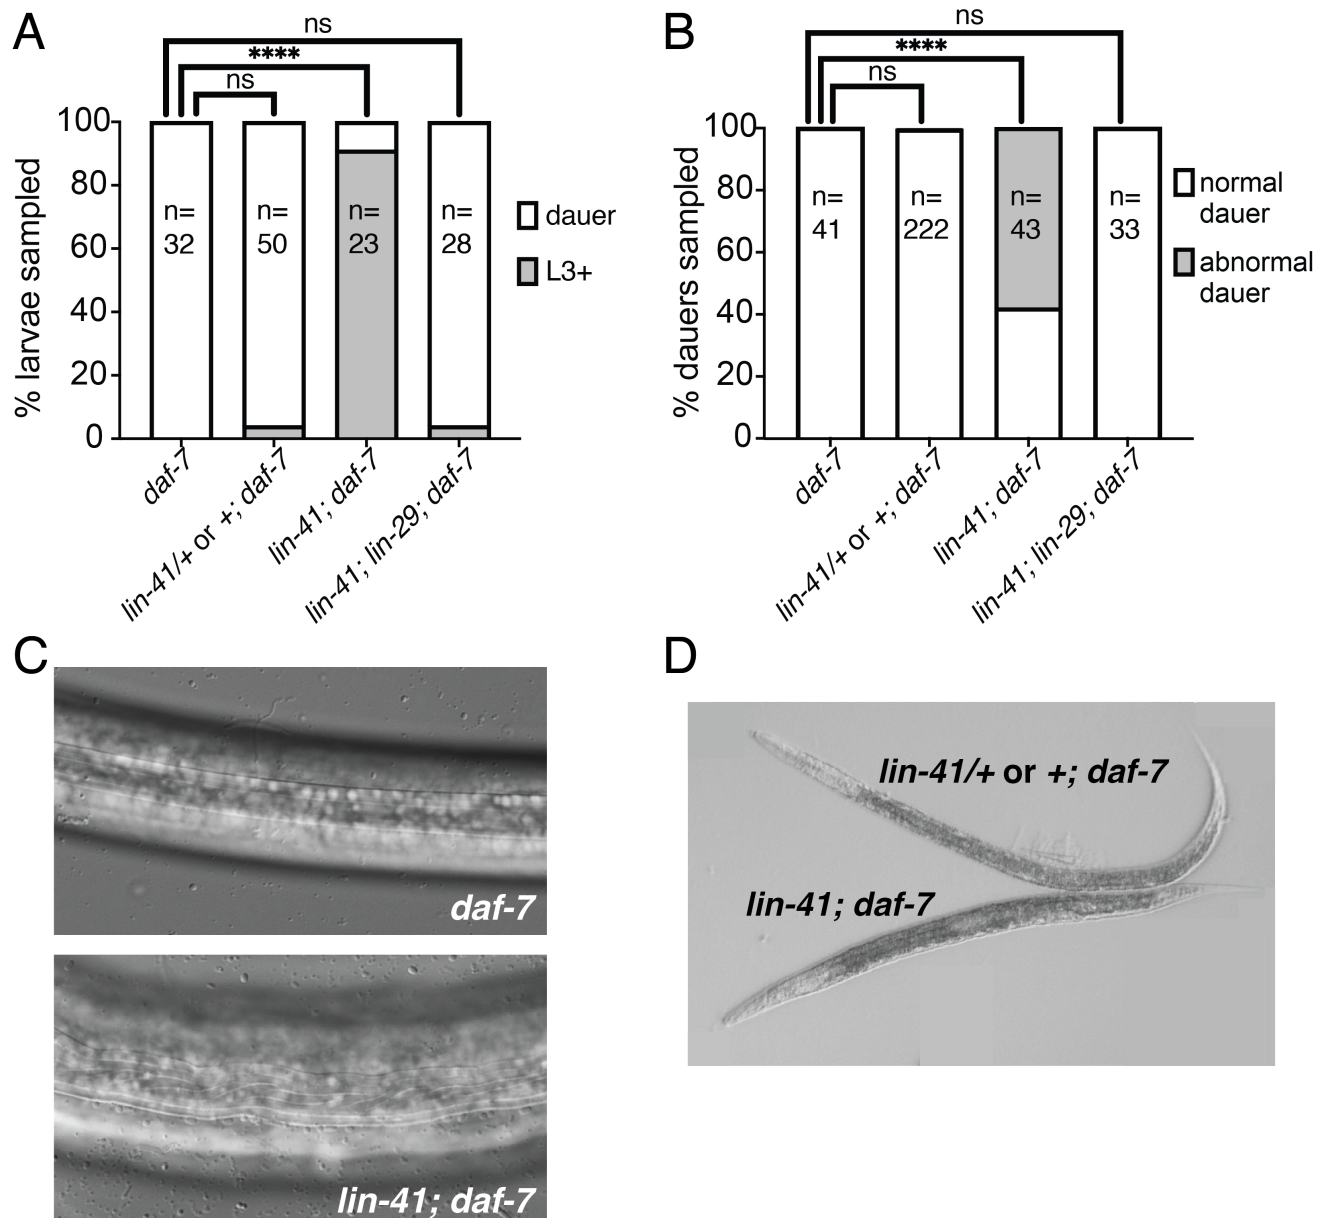 A
ns
****
ns
100
80
60
40
20
0
% larvae sampled
n=
32
n=
50
n=
23
n=
28
dauer
L3+
daf-7
lin-41/+ or +; daf-7
lin-41; daf-7
lin-41; lin-29; daf-7
B
ns
****
ns
100
80
60
40
20
0
% dauers sampled
n=
41
n=
222
n=
43
n=
33
normal
dauer
abnormal
dauer
daf-7
lin-41/+ or +; daf-7
lin-41; daf-7
lin-41; lin-29; daf-7
C
daf-7
lin-41; daf-7
D
lin-41/+ or +; daf-7
lin-41; daf-7